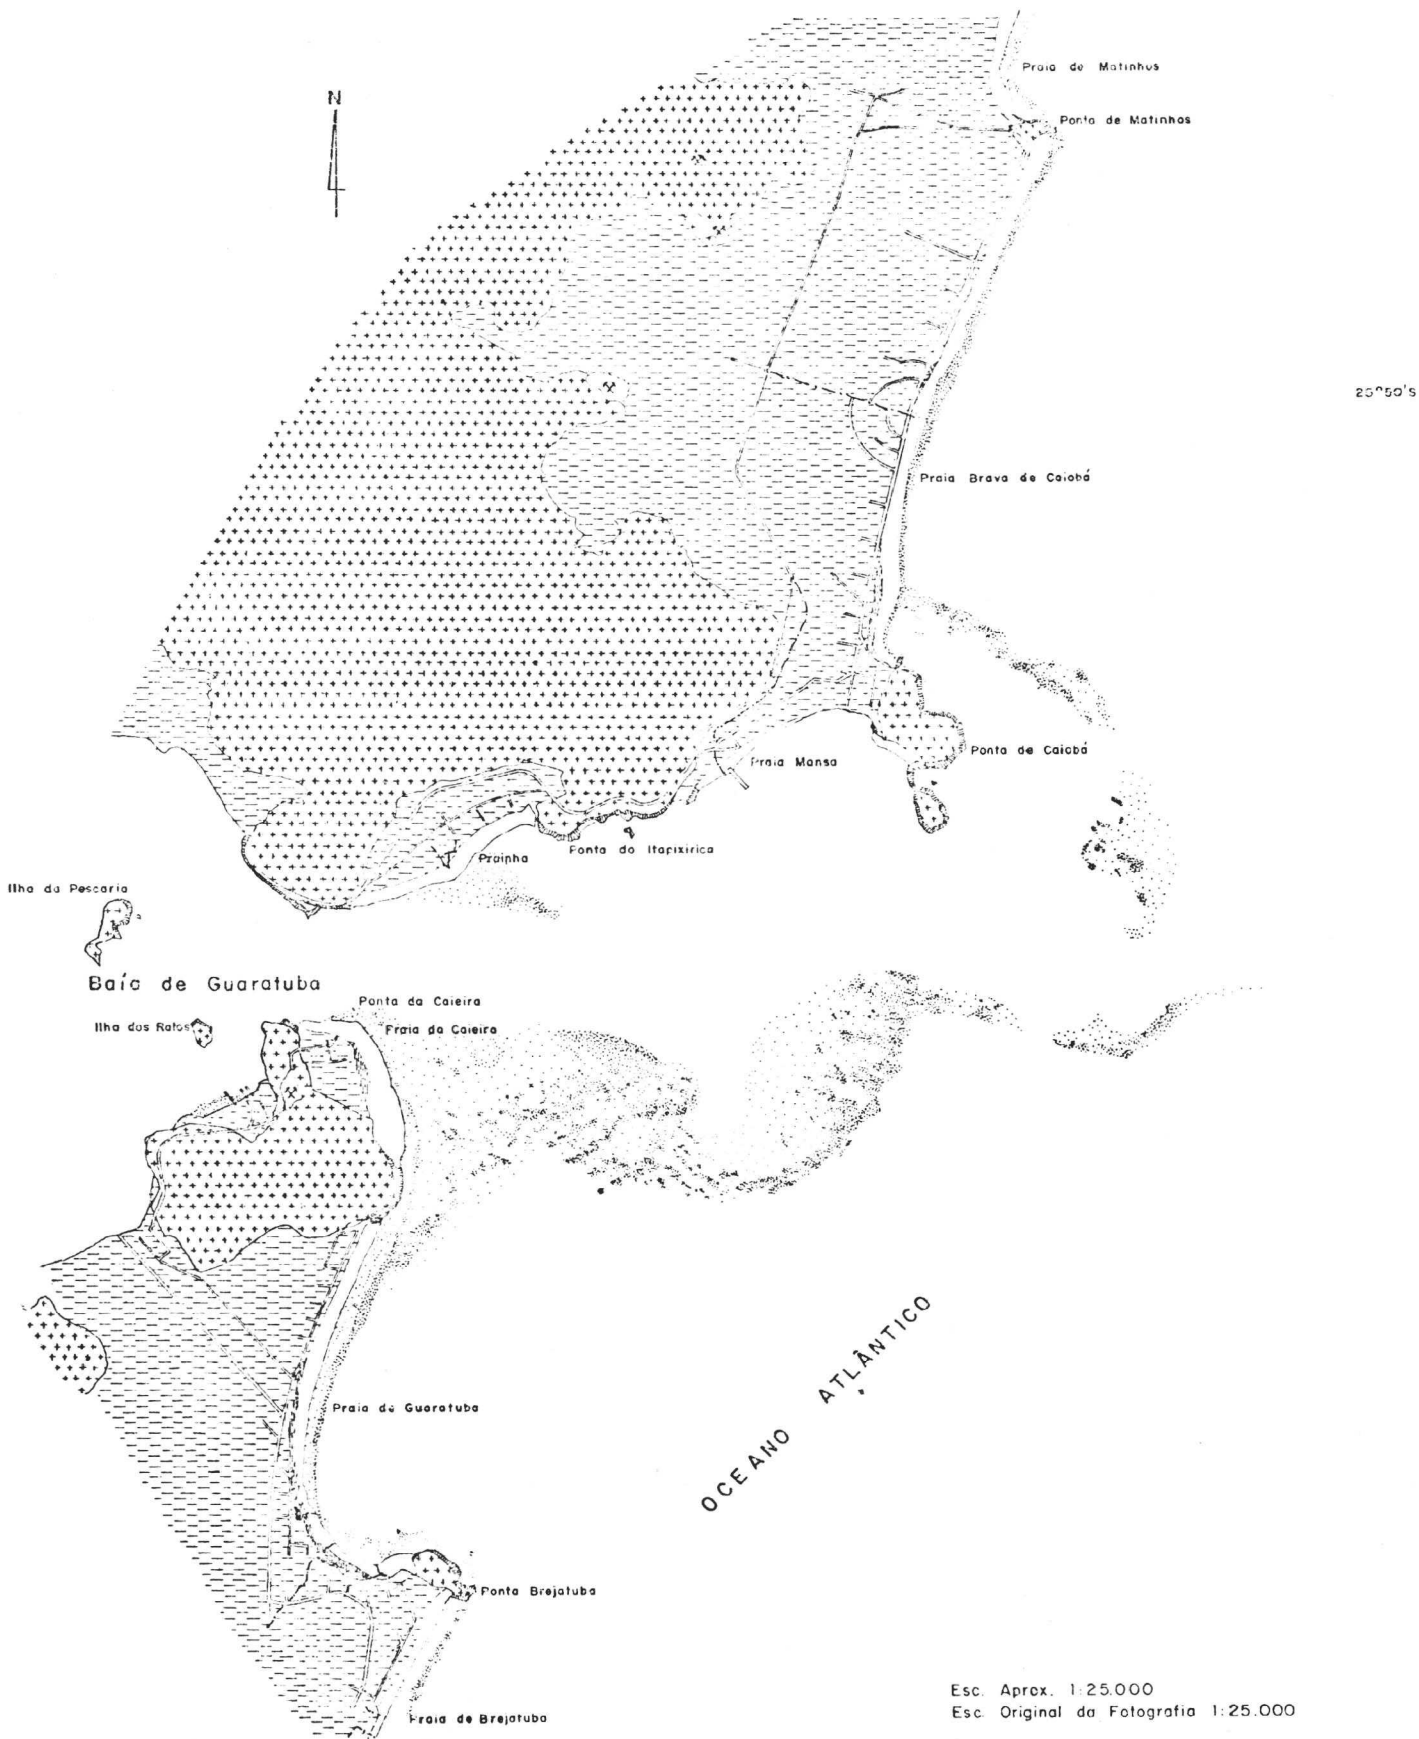 Praia de Matinhos
N
Ponta de Matinhos
25°50's
Praia Brava de Caiobá
Ponta de Caiobá
Praia Mansa
Ponta do Itapixirica
Prainha
Ilha da Pescaria
Baía de Guaratuba
Ponta da Caieira
Ilha dos Ratos
Praia da Caieira
OCEANO ATLÂNTICO
Praia de Guaratuba
Ponta Brejatuba
Praia de Brejatuba
Esc. Aprox. 1:25.000
Esc. Original da Fotografia 1:25.000